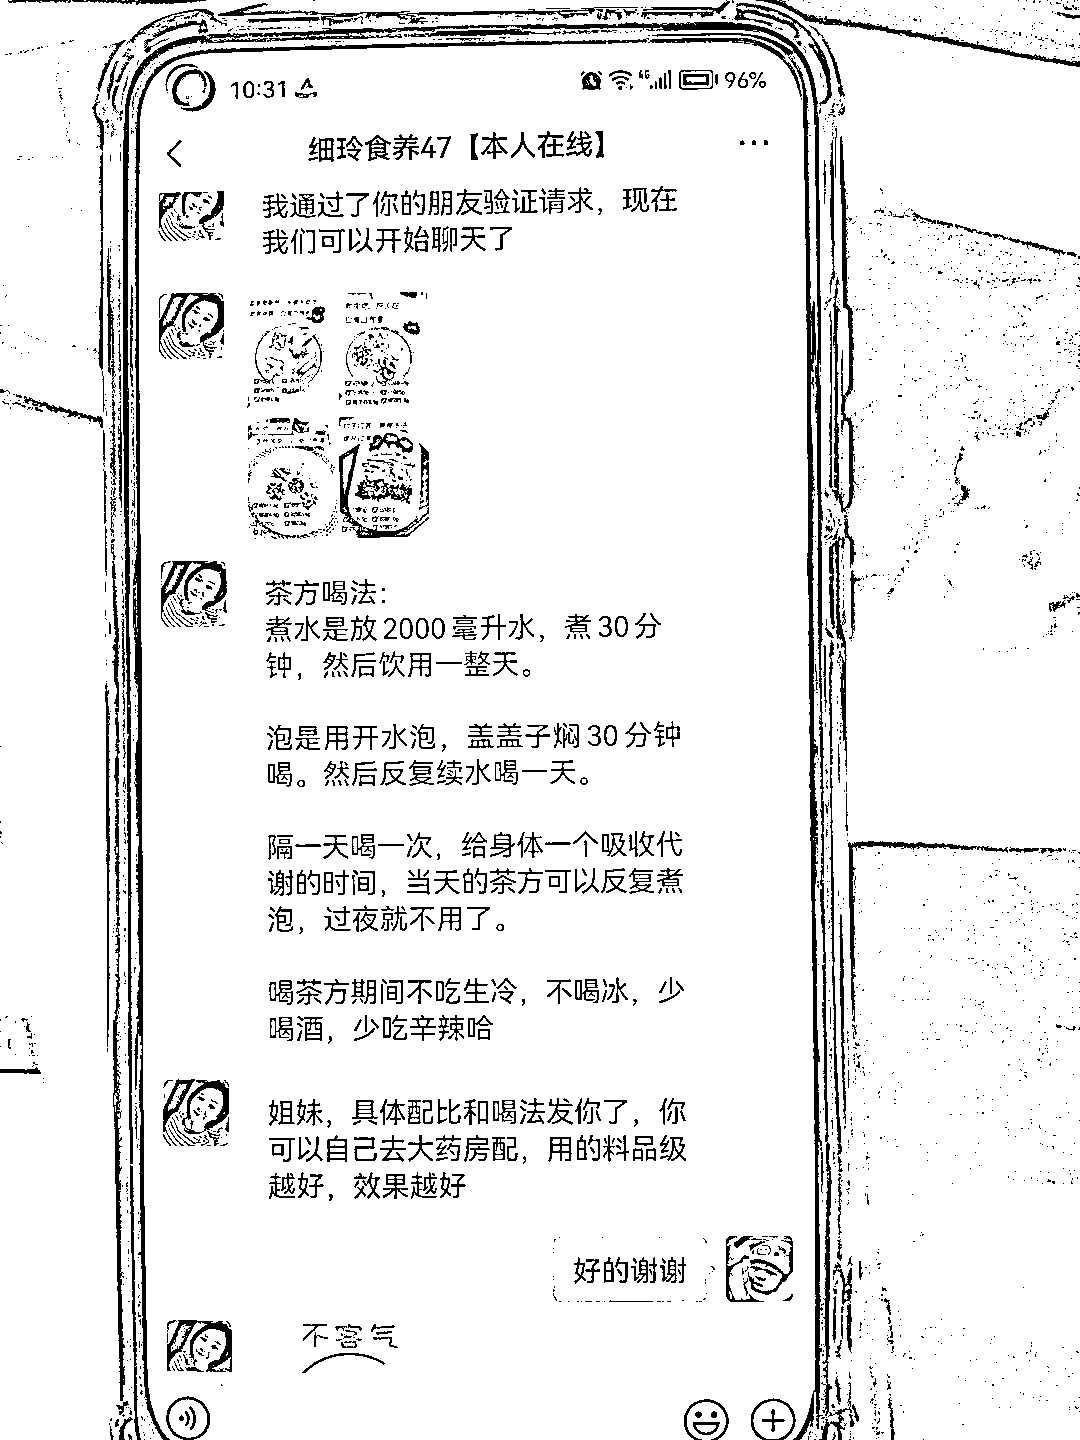 10:31
4G 96%
细玲食养47【本人在线】
我通过了你的朋友验证请求，现在
我们可以开始聊天了
茶方喝法：
煮水是放2000毫升水，煮30分
钟，然后饮用一整天。
泡是用开水泡，盖盖子焖30分钟
喝。然后反复续水喝一天。
隔一天喝一次，给身体一个吸收代
谢的时间，当天的茶方可以反复煮
泡，过夜就不用了。
喝茶方期间不吃生冷，不喝冰，少
喝酒，少吃辛辣哈
姐妹，具体配比和喝法发你了，你
可以自己去大药房配，用的料品级
越好，效果越好
好的谢谢
不客气